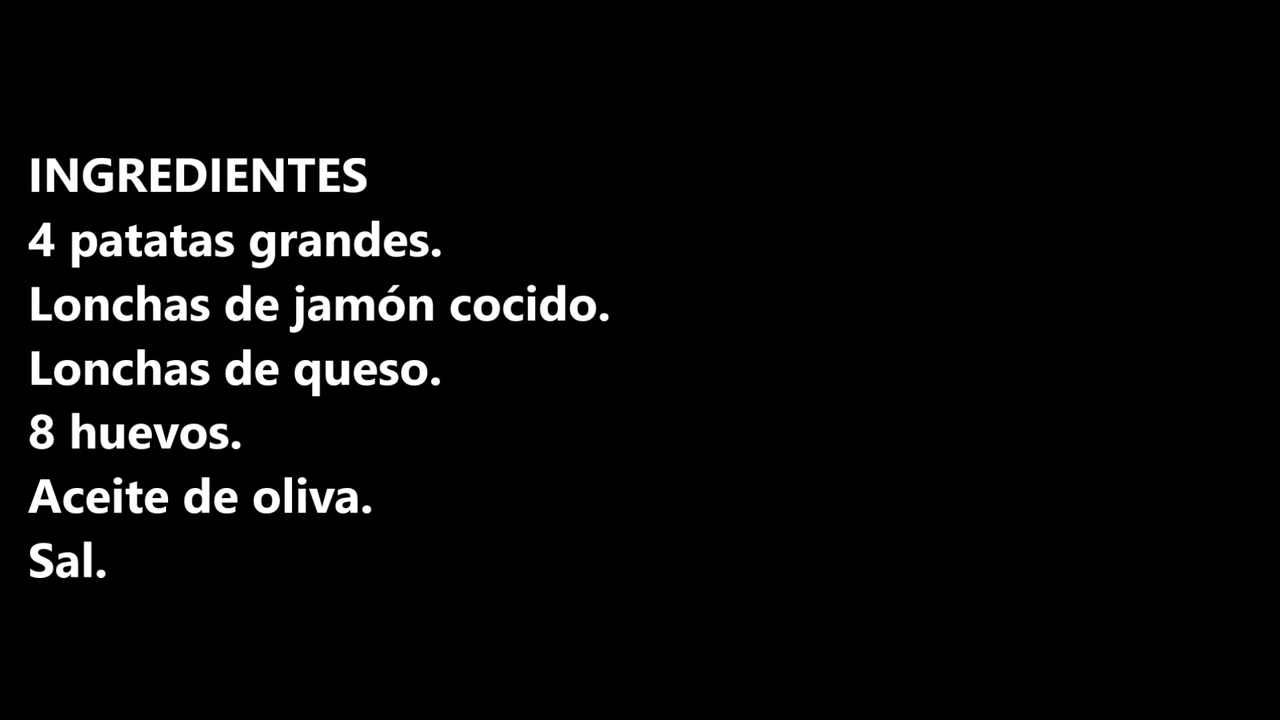 INGREDIENTES
4 patatas grandes.
Lonchas de jamón cocido.
Lonchas de queso.
8 huevos.
Aceite de oliva.
Sal.